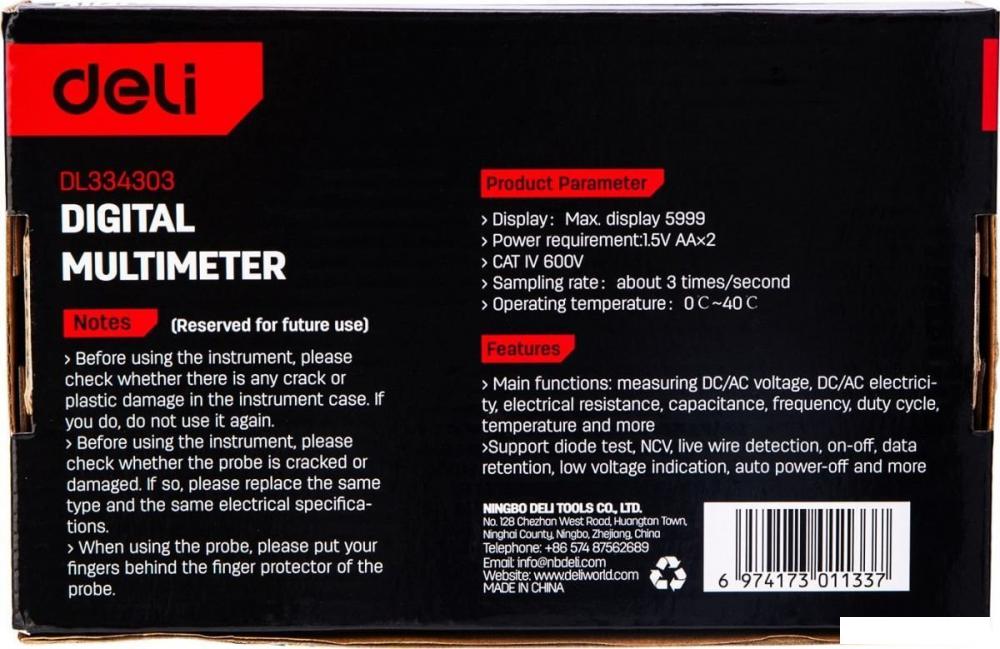 deli
DL334303
DIGITAL
MULTIMETER
Notes (Reserved for future use)
> Before using the instrument, please
check whether there is any crack or
plastic damage in the instrument case. If
you do, do not use it again.
> Before using the instrument, please
check whether the probe is cracked or
damaged. If so, please replace the same
type and the same electrical specifica-
tions.
> When using the probe, please put your
fingers behind the finger protector of the
probe.
Product Parameter
> Display: Max. display 5999
> Power requirement:1.5V AA×2
> CAT IV 600V
> Sampling rate: about 3 times/second
> Operating temperature: 0℃~40℃
Features
> Main functions: measuring DC/AC voltage, DC/AC electrici-
ty, electrical resistance, capacitance, frequency, duty cycle,
temperature and more
>Support diode test, NCV, live wire detection, on-off, data
retention, low voltage indication, auto power-off and more
NINGBO DELI TOOLS CO., LTD.
No. 128 Chezhan West Road, Huangtan Town,
Ninghai County, Ningbo, Zhejiang, China
Telephone: +86 574 87562689
Email: info@nbdeli.com
Website: www.deliworld.com
MADE IN CHINA
6 974173 011337